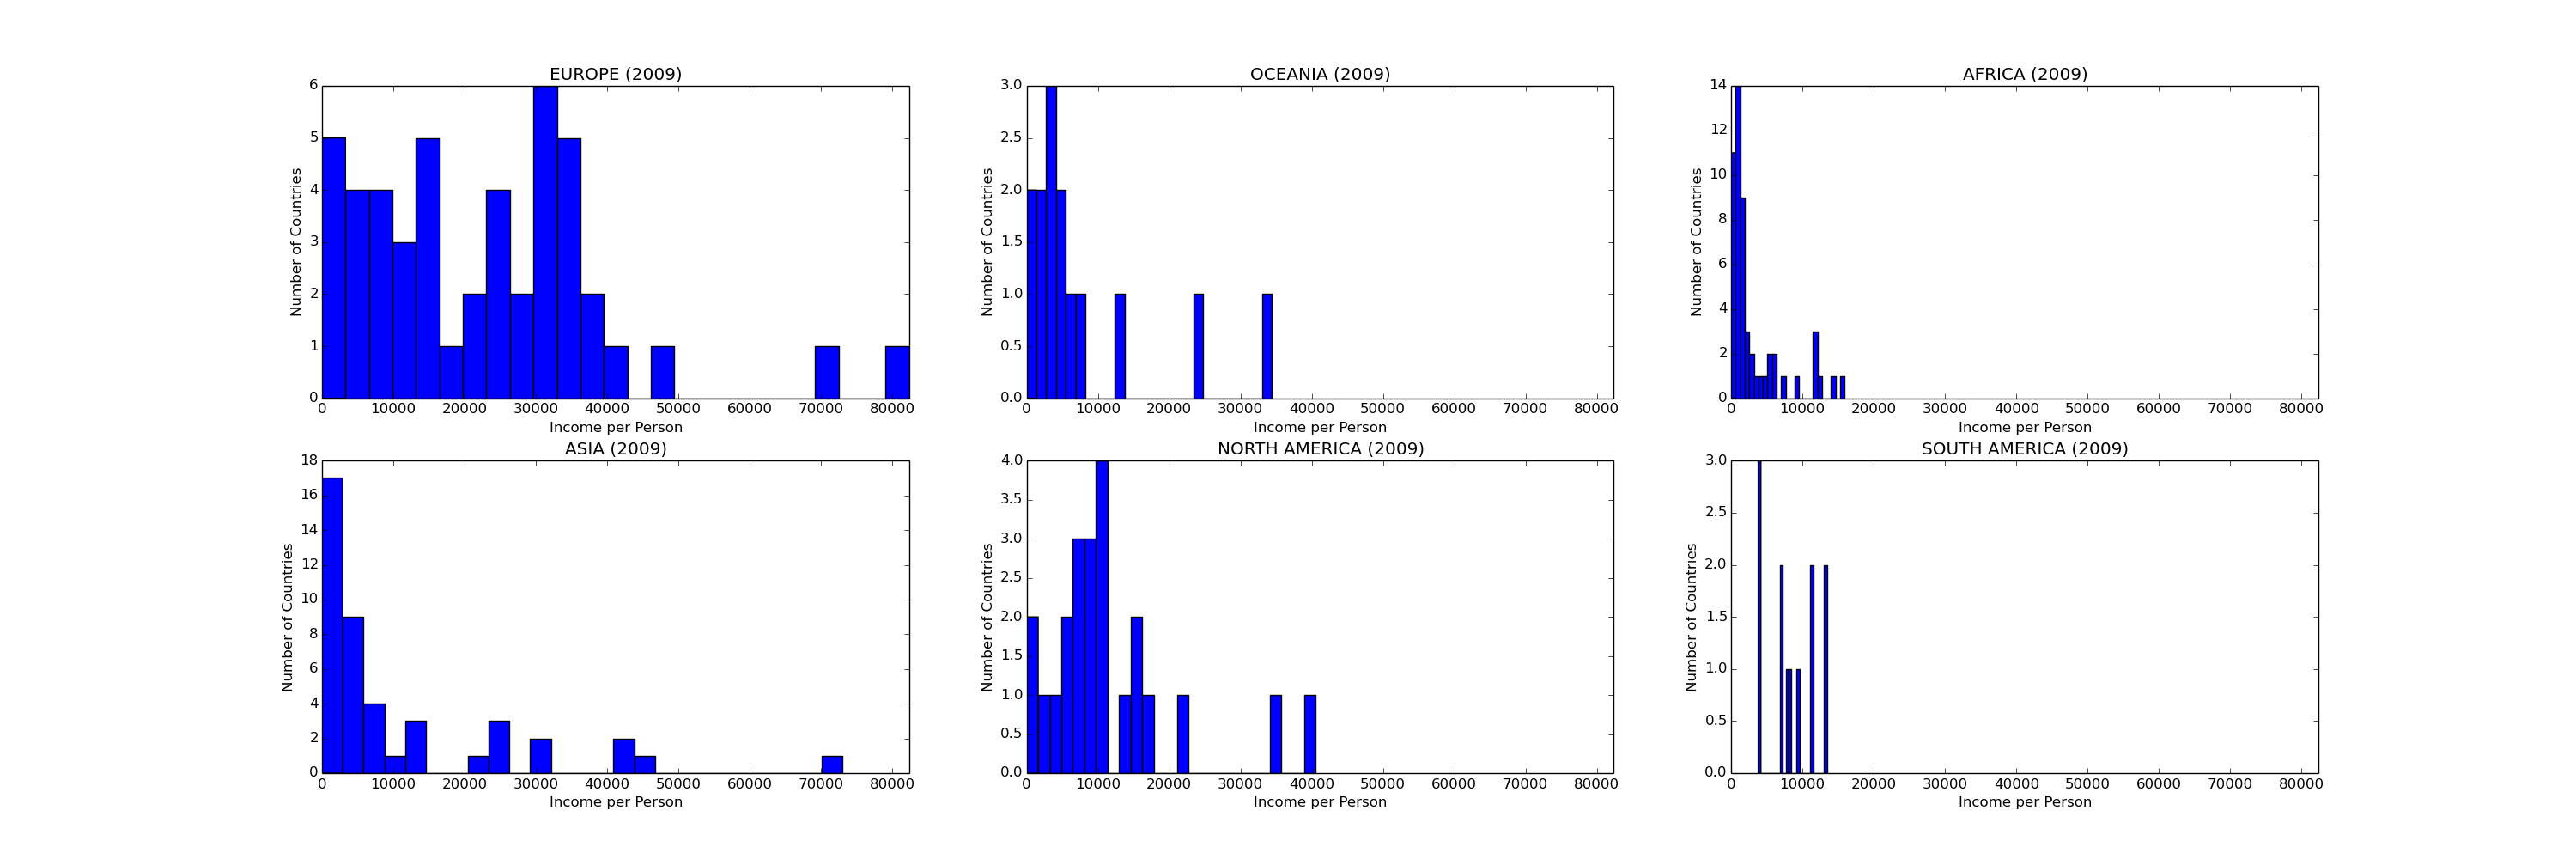 EUROPE (2009)
6
5
4
3
2
1
0
Number of Countries
0 10000 20000 30000 40000 50000 60000 70000 80000
Income per Person
OCEANIA (2009)
3.0
2.5
2.0
1.5
1.0
0.5
0.0
Number of Countries
0 10000 20000 30000 40000 50000 60000 70000 80000
Income per Person
AFRICA (2009)
14
12
10
8
6
4
2
0
Number of Countries
0 10000 20000 30000 40000 50000 60000 70000 80000
Income per Person
ASIA (2009)
18
16
14
12
10
8
6
4
2
0
Number of Countries
0 10000 20000 30000 40000 50000 60000 70000 80000
Income per Person
NORTH AMERICA (2009)
4.0
3.5
3.0
2.5
2.0
1.5
1.0
0.5
0.0
Number of Countries
0 10000 20000 30000 40000 50000 60000 70000 80000
Income per Person
SOUTH AMERICA (2009)
3.0
2.5
2.0
1.5
1.0
0.5
0.0
Number of Countries
0 10000 20000 30000 40000 50000 60000 70000 80000
Income per Person